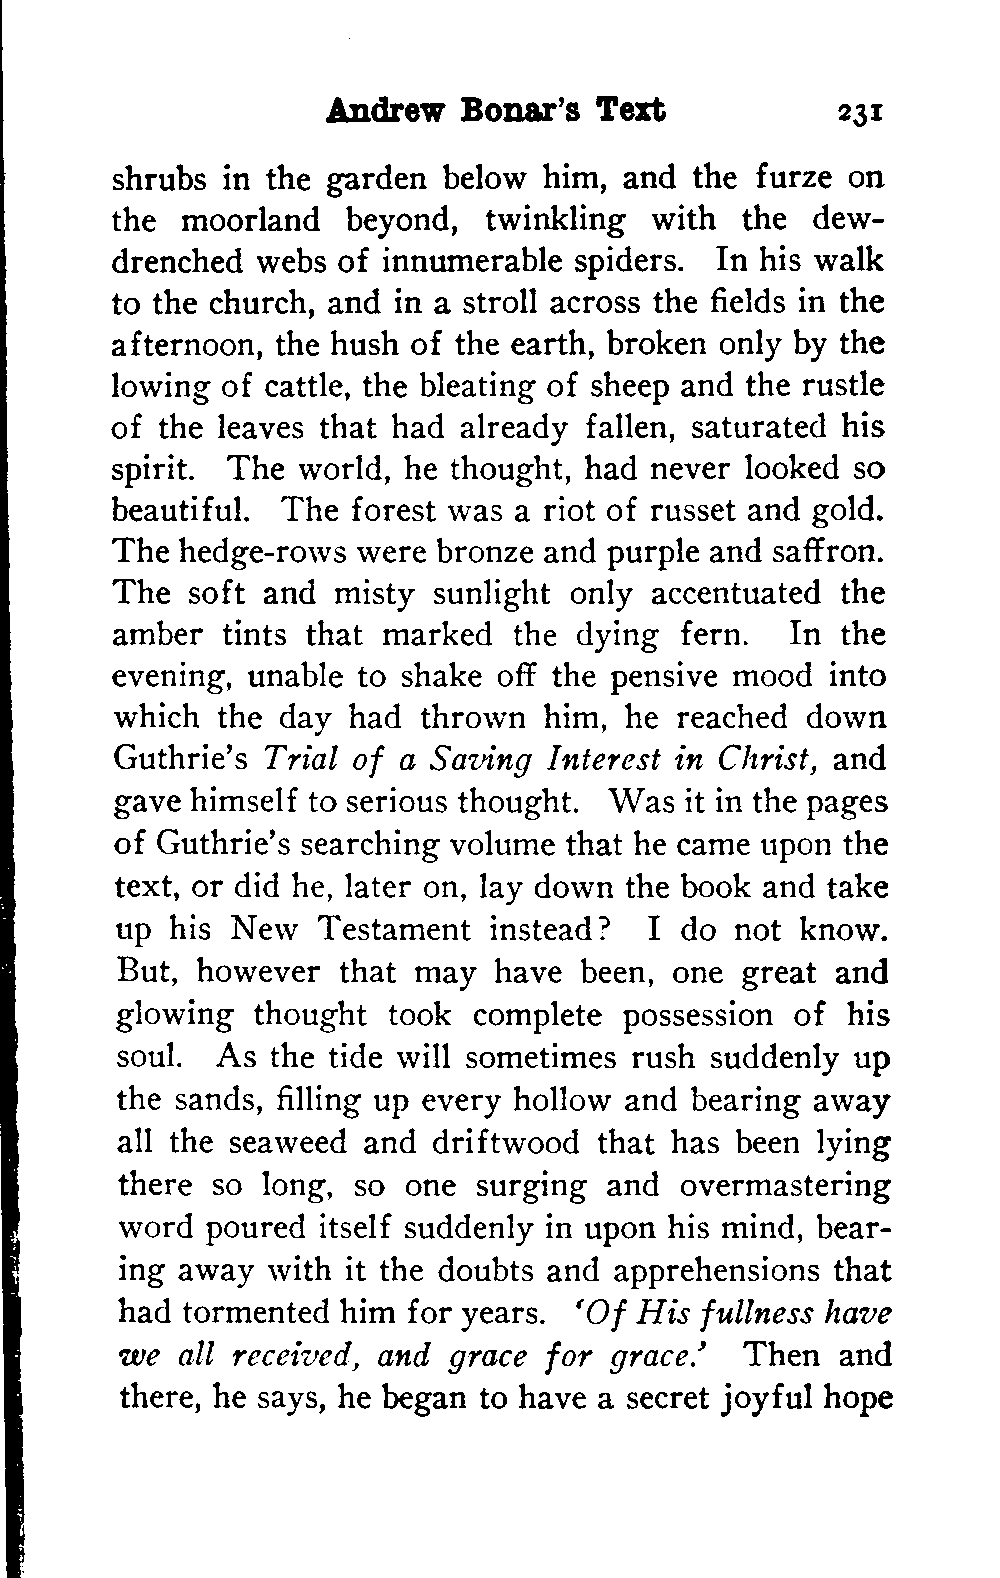 Andrew Bonar's Text 231
shrubs in the garden below him, and the furze on
the moorland beyond, twinkling with the dew-
drenched webs of innumerable spiders. In his walk
to the church, and in a stroll across the fields in the
afternoon, the hush of the earth, broken only by the
lowing of cattle, the bleating of sheep and the rustle
of the leaves that had already fallen, saturated his
spirit. The world, he thought, had never looked so
beautiful. The forest was a riot of russet and gold.
The hedge-rows were bronze and purple and saffron.
The soft and misty sunlight only accentuated the
amber tints that marked the dying fern. In the
evening, unable to shake off the pensive mood into
which the day had thrown him, he reached down
Guthrie's Trial of a Saving Interest in Christ, and
gave himself to serious thought. Was it in the pages
of Guthrie's searching volume that he came upon the
text, or did he, later on, lay down the book and take
up his New Testament instead? I do not know.
But, however that may have been, one great and
glowing thought took complete possession of his
soul. As the tide will sometimes rush suddenly up
the sands, filling up every hollow and bearing away
all the seaweed and driftwood that has been lying
there so long, so one surging and overmastering
word poured itself suddenly in upon his mind, bear-
ing away with it the doubts and apprehensions that
had tormented him for years. 'Of His fullness have
we all received, and grace for grace.' Then and
there, he says, he began to have a secret joyful hope